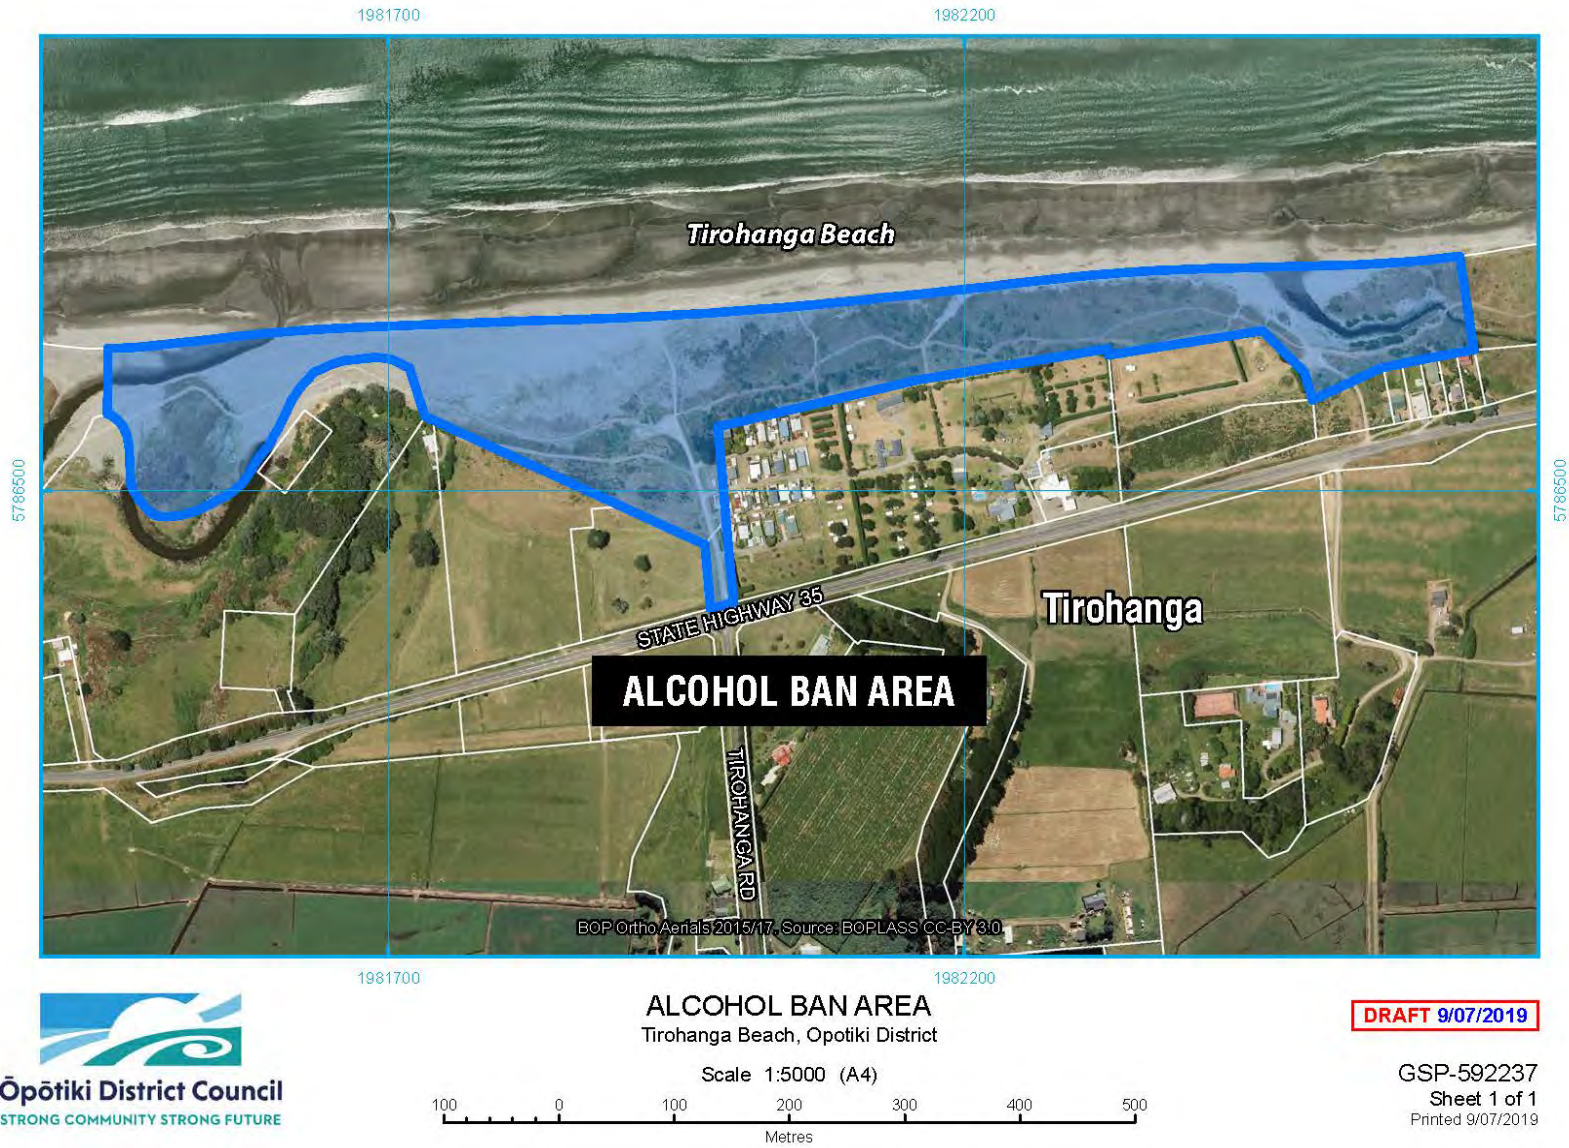 1981700
1982200
Tirohanga Beach
5786500
5786500
STATE HIGHWAY 35
Tirohanga
ALCOHOL BAN AREA
TIROHANGA RD
BOP Ortho Aerials 2015/17, Source: BOPLASS CC-BY 3.0
1981700
1982200
Ōpōtiki District Council
STRONG COMMUNITY STRONG FUTURE
ALCOHOL BAN AREA
Tirohanga Beach, Opotiki District
Scale 1:5000 (A4)
100 0 100 200 300 400 500
Metres
DRAFT 9/07/2019
GSP-592237
Sheet 1 of 1
Printed 9/07/2019